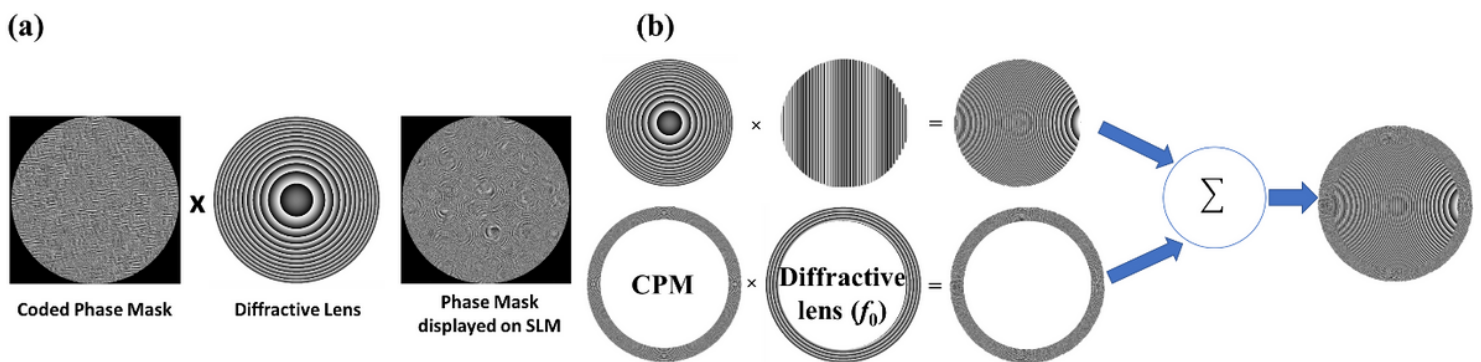 (a)
(b)
×
=
X
Σ
CPM
×
Diffractive
lens (f₀)
=
Coded Phase Mask
Diffractive Lens
Phase Mask
displayed on SLM